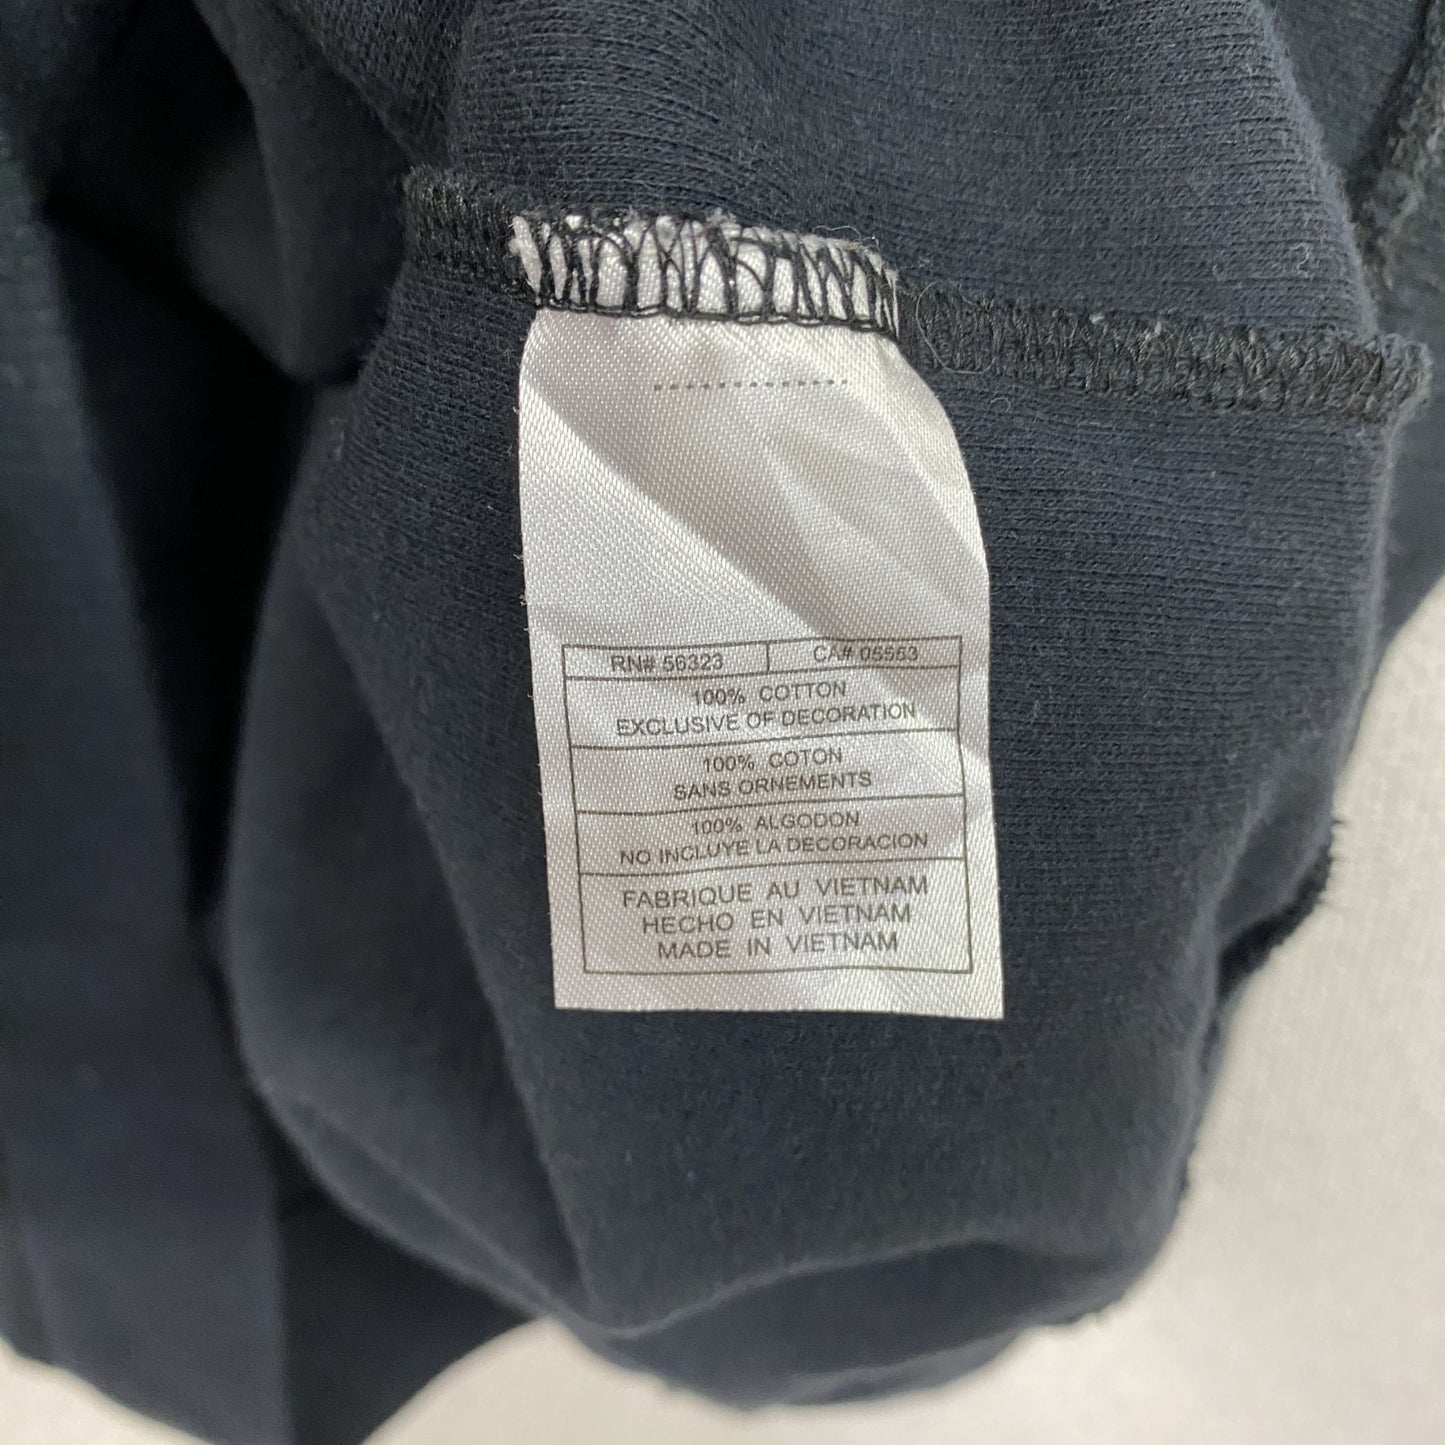 RN# 56323 CA# 05553
100% COTTON
EXCLUSIVE OF DECORATION
100% COTON
SANS ORNEMENTS
100% ALGODON
NO INCLUYE LA DECORACION
FABRIQUE AU VIETNAM
HECHO EN VIETNAM
MADE IN VIETNAM